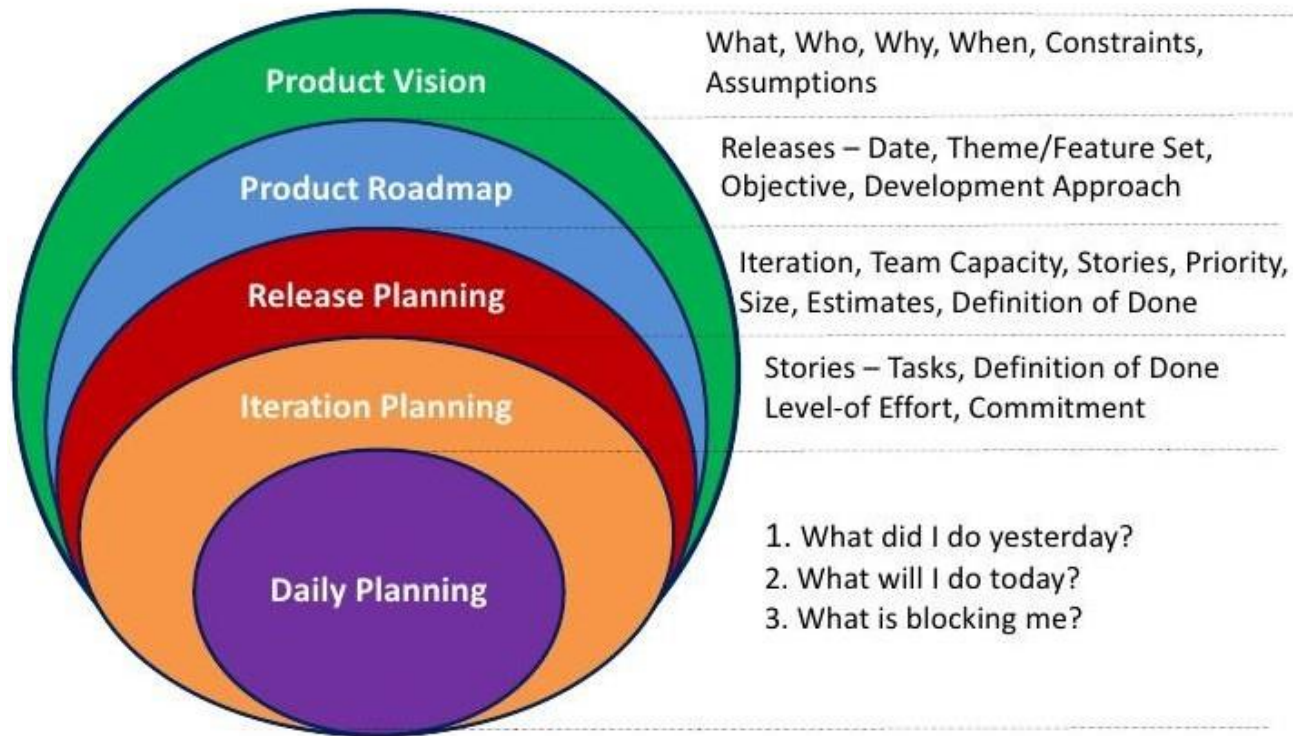 Product Vision
What, Who, Why, When, Constraints,
Assumptions
Product Roadmap
Releases – Date, Theme/Feature Set,
Objective, Development Approach
Release Planning
Iteration, Team Capacity, Stories, Priority,
Size, Estimates, Definition of Done
Iteration Planning
Stories – Tasks, Definition of Done
Level-of Effort, Commitment
Daily Planning
1. What did I do yesterday?
2. What will I do today?
3. What is blocking me?